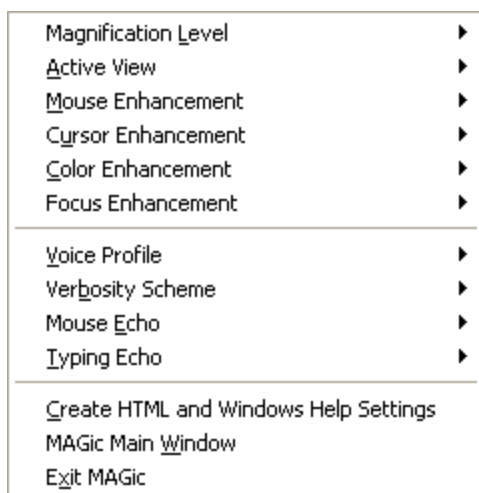 Magnification Level
Active View
Mouse Enhancement
Cursor Enhancement
Color Enhancement
Focus Enhancement
Voice Profile
Verbosity Scheme
Mouse Echo
Typing Echo
Create HTML and Windows Help Settings
MAGic Main Window
Exit MAGic